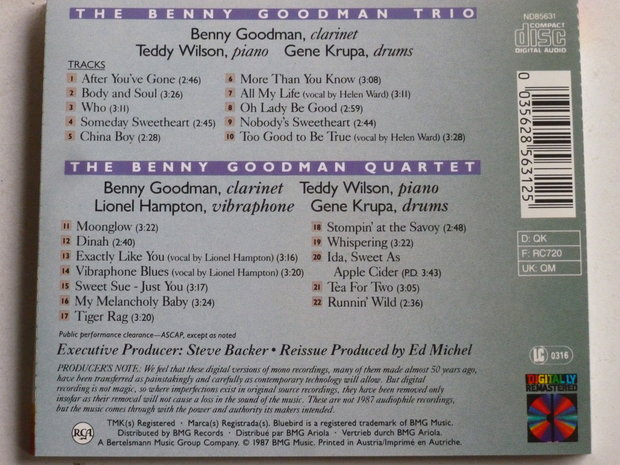 THE BENNY GOODMAN TRIO
Benny Goodman, clarinet
Teddy Wilson, piano Gene Krupa, drums
TRACKS
1 After You've Gone (2:46)
2 Body and Soul (3:26)
3 Who (3:11)
4 Someday Sweetheart (2:45)
5 China Boy (2:28)
6 More Than You Know (3:08)
7 All My Life (vocal by Helen Ward) (3:11)
8 Oh Lady Be Good (2:59)
9 Nobody's Sweetheart (2:44)
10 Too Good to Be True (vocal by Helen Ward) (3:28)
THE BENNY GOODMAN QUARTET
Benny Goodman, clarinet Teddy Wilson, piano
Lionel Hampton, vibraphone Gene Krupa, drums
11 Moonglow (3:22)
12 Dinah (2:40)
13 Exactly Like You (vocal by Lionel Hampton) (3:16)
14 Vibraphone Blues (vocal by Lionel Hampton) (3:20)
15 Sweet Sue - Just You (3:17)
16 My Melancholy Baby (3:24)
17 Tiger Rag (3:20)
18 Stompin' at the Savoy (2:48)
19 Whispering (3:22)
20 Ida, Sweet As
Apple Cider (P.D. 3:43)
21 Tea For Two (3:05)
22 Runnin' Wild (2:36)
Public performance clearance—ASCAP, except as noted
Executive Producer: Steve Backer • Reissue Produced by Ed Michel
PRODUCER'S NOTE: We feel that these digital versions of mono recordings, many of them made almost 50 years ago,
have been transferred as painstakingly and carefully as contemporary technology will allow. But digital
recording is not magic, so where imperfections exist in original source recordings, they have been removed only
insofar as their removal will not cause a loss in the sound of the music. These are not 1987 audiophile recordings,
but the music comes through with the power and authority its makers intended.
RCA
TMK(s) Registered • Marca(s) Registrada(s). Bluebird is a registered trademark of BMG Music.
Distributed by BMG Records • Distribué par BMG Ariola • Vertrieb durch BMG Ariola.
A Bertelsmann Music Group Company. © 1987 BMG Music. Printed in Austria/Imprimé en Autriche.
ND85631
COMPACT
disc
DIGITAL AUDIO
0 035628 563125
D: QK
F: RC720
UK: QM
LC 0316
DIGITALLY
REMASTERED